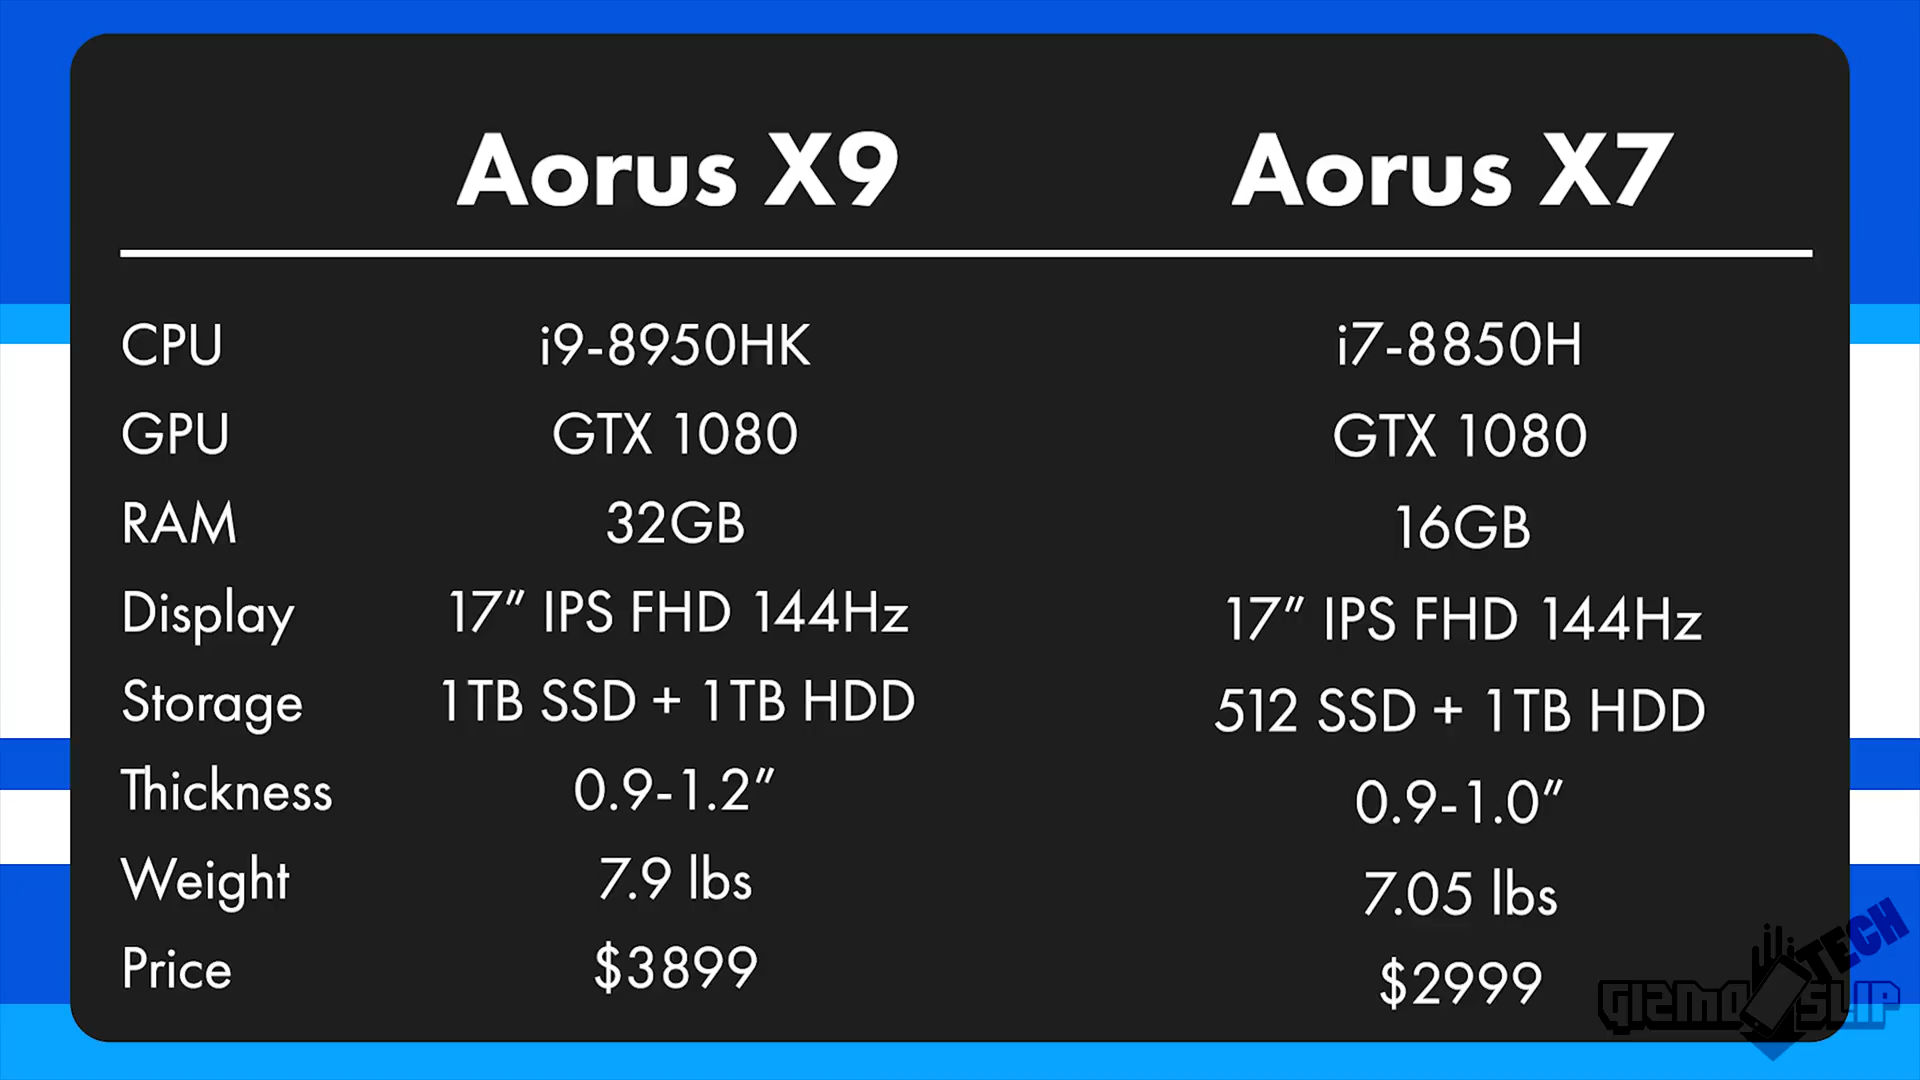 Aorus X9 Aorus X7
CPU i9-8950HK i7-8850H
GPU GTX 1080 GTX 1080
RAM 32GB 16GB
Display 17” IPS FHD 144Hz 17” IPS FHD 144Hz
Storage 1TB SSD + 1TB HDD 512 SSD + 1TB HDD
Thickness 0.9-1.2” 0.9-1.0”
Weight 7.9 lbs 7.05 lbs
Price $3899 $2999
TECH
GIZMO SLIP